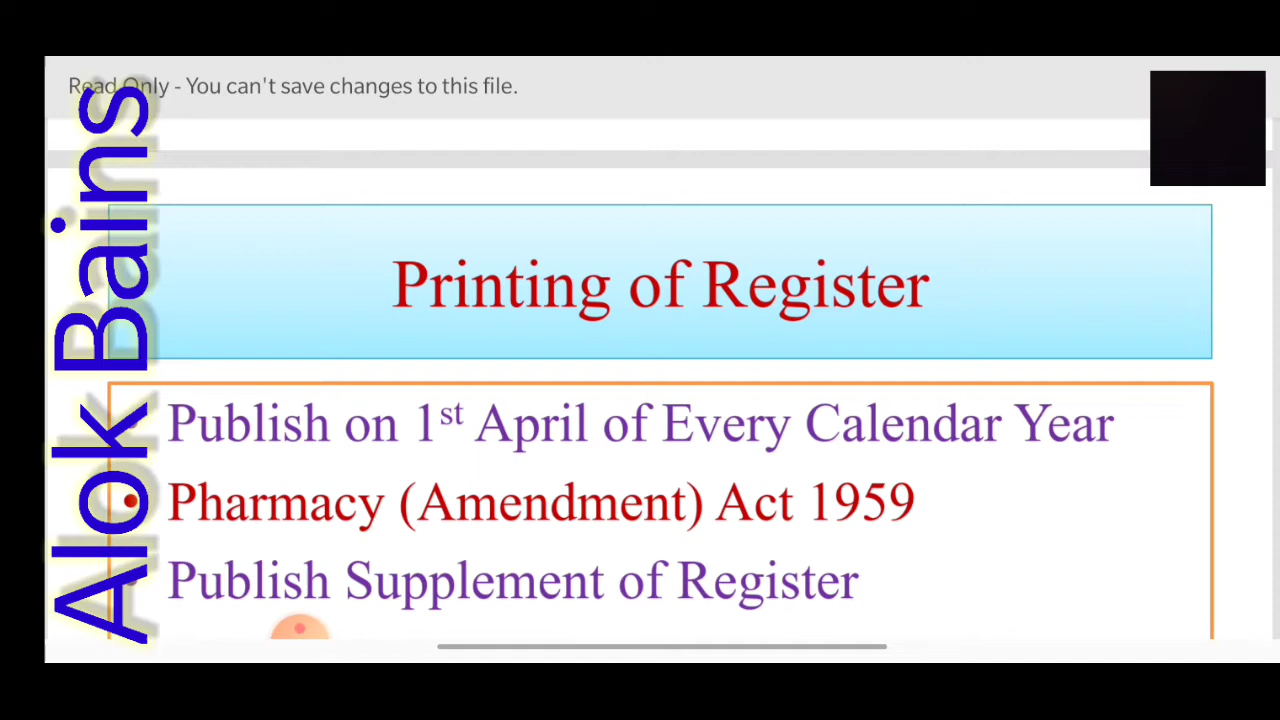 Read Only - You can't save changes to this file.
Alok Bains
Printing of Register
Publish on 1st April of Every Calendar Year
• Pharmacy (Amendment) Act 1959
Publish Supplement of Register